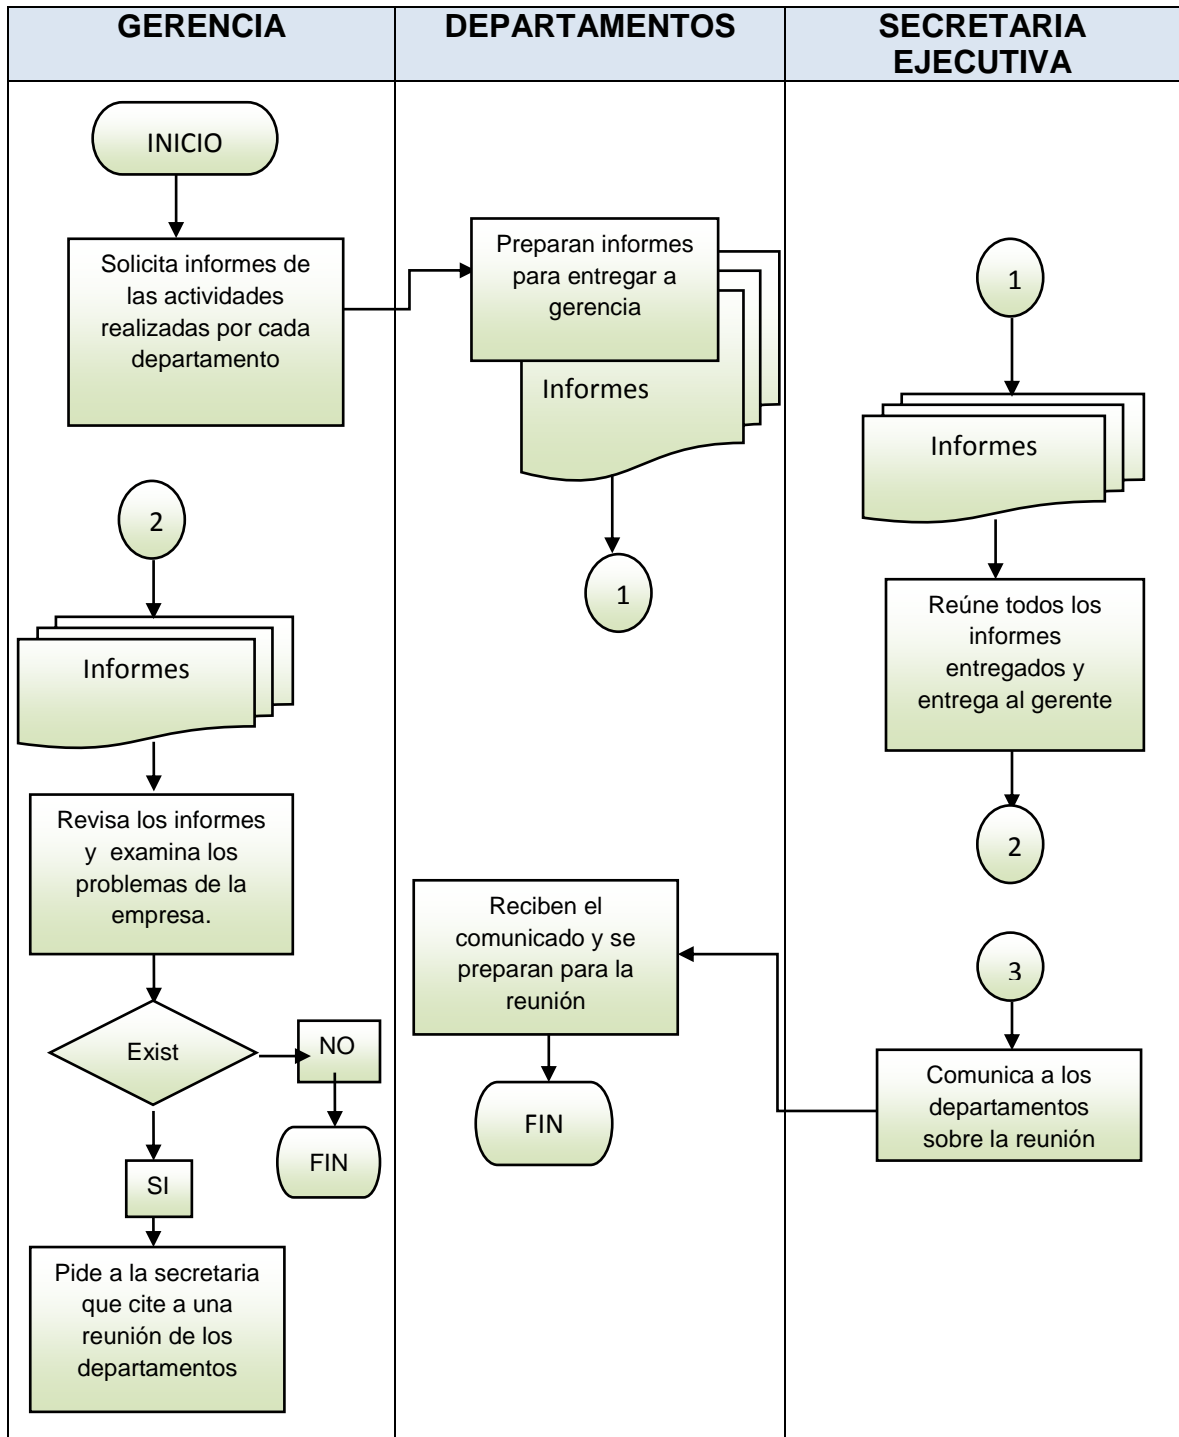 GERENCIA
DEPARTAMENTOS
SECRETARIA
EJECUTIVA
INICIO
Solicita informes de
las actividades
realizadas por cada
departamento
2
Informes
Revisa los informes
y examina los
problemas de la
empresa.
Exist
NO
FIN
SI
Pide a la secretaria
que cite a una
reunión de los
departamentos
Preparan informes
para entregar a
gerencia
Informes
1
Reciben el
comunicado y se
preparan para la
reunión
FIN
1
Informes
Reúne todos los
informes
entregados y
entrega al gerente
2
3
Comunica a los
departamentos
sobre la reunión